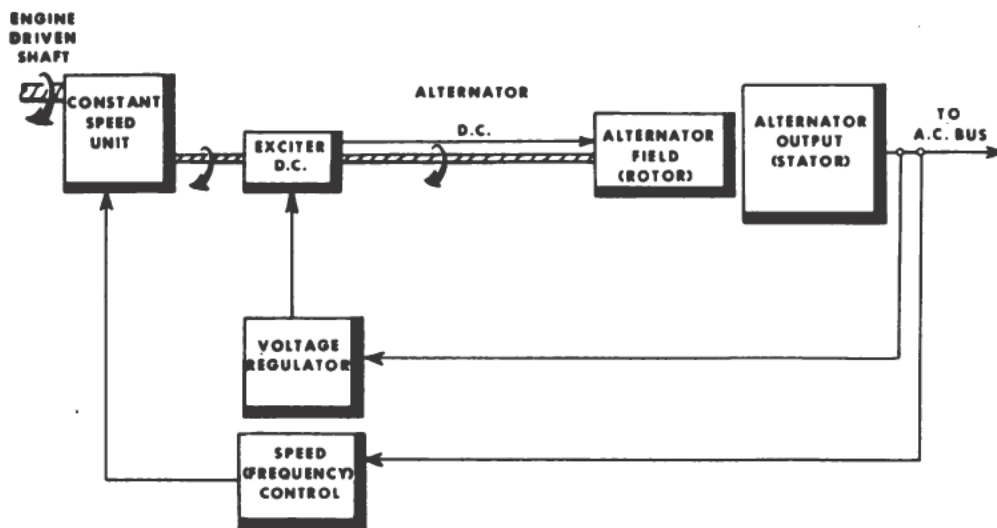 ENGINE
DRIVEN
SHAFT
CONSTANT
SPEED
UNIT
ALTERNATOR
EXCITER
D.C.
D.C.
ALTERNATOR
FIELD
(ROTOR)
ALTERNATOR
OUTPUT
(STATOR)
TO
A.C. BUS
VOLTAGE
REGULATOR
SPEED
(FREQUENCY)
CONTROL